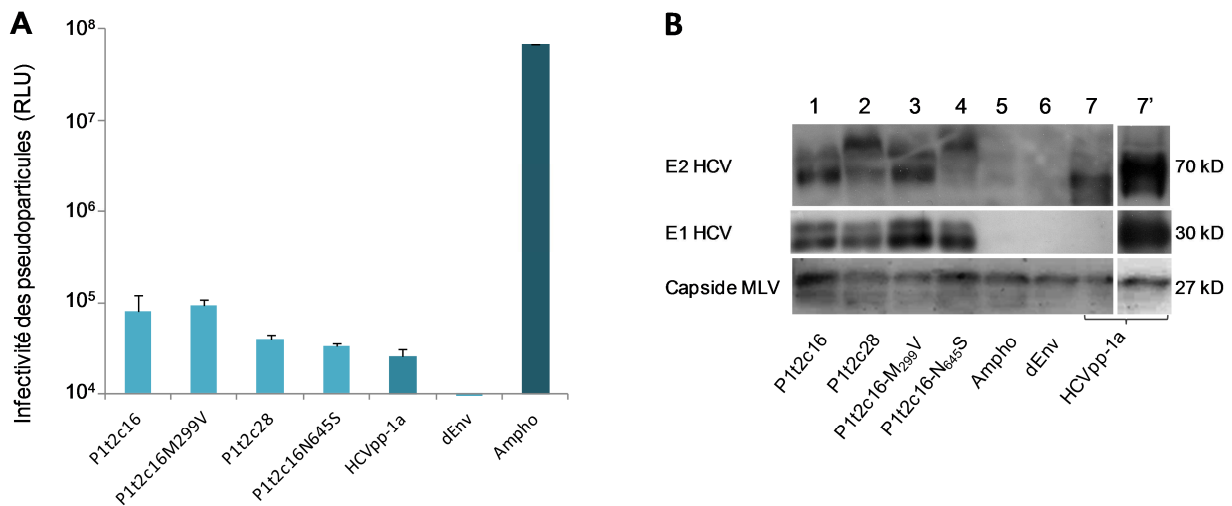 A
Infectivité des pseudoparticules (RLU)
10⁸
10⁷
10⁶
10⁵
10⁴
P1t2c16
P1t2c16M299V
P1t2c28
P1t2c16N645S
HCVpp-1a
dEnv
Ampho
B
1 2 3 4 5 6 7 7’
E2 HCV 70 kD
E1 HCV 30 kD
Capside MLV 27 kD
P1t2c16
P1t2c28
P1t2c16-M₂₉₉V
P1t2c16-N₆₄₅S
Ampho
dEnv
HCVpp-1a